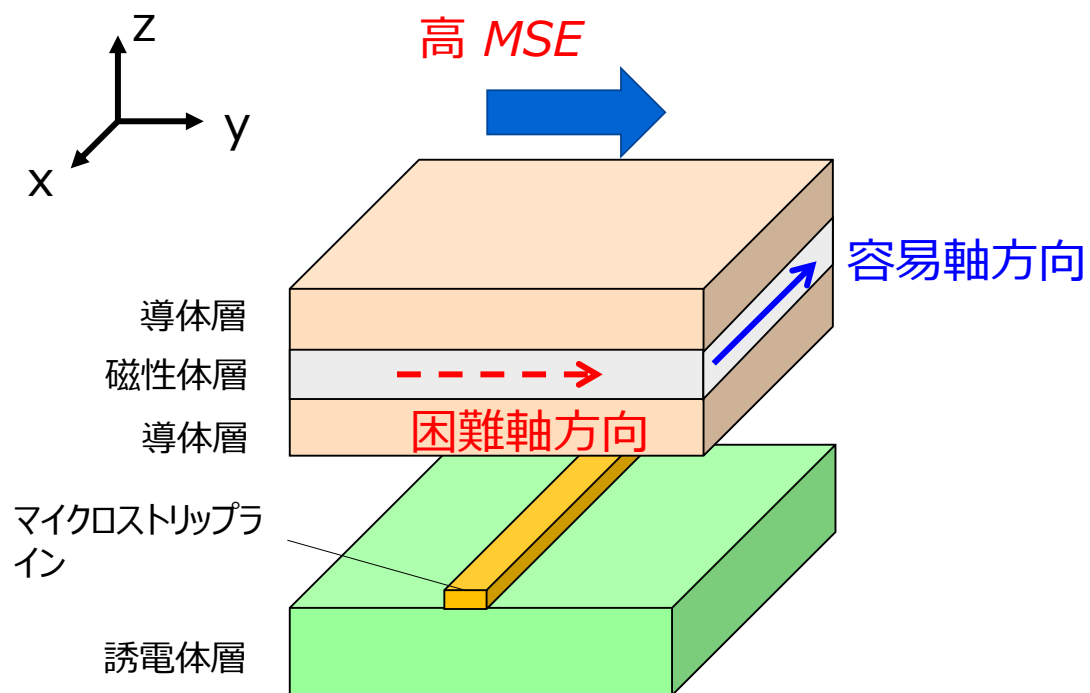 z
高 MSE
y
x
容易軸方向
導体層
磁性体層
困難軸方向
導体層
マイクロストリップラ
イン
誘電体層